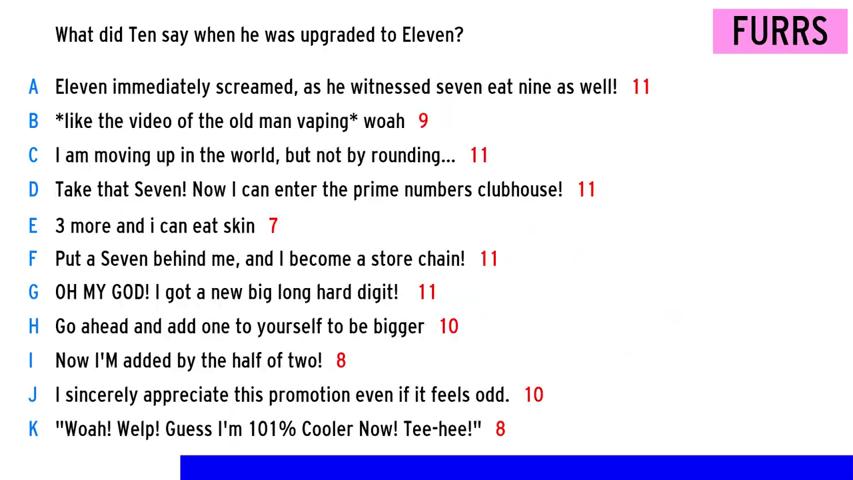 What did Ten say when he was upgraded to Eleven?
FURRS
A Eleven immediately screamed, as he witnessed seven eat nine as well! 11
B *like the video of the old man vaping* woah 9
C I am moving up in the world, but not by rounding... 11
D Take that Seven! Now I can enter the prime numbers clubhouse! 11
E 3 more and i can eat skin 7
F Put a Seven behind me, and I become a store chain! 11
G OH MY GOD! I got a new big long hard digit! 11
H Go ahead and add one to yourself to be bigger 10
I Now I'M added by the half of two! 8
J I sincerely appreciate this promotion even if it feels odd. 10
K "Woah! Welp! Guess I'm 101% Cooler Now! Tee-hee!" 8